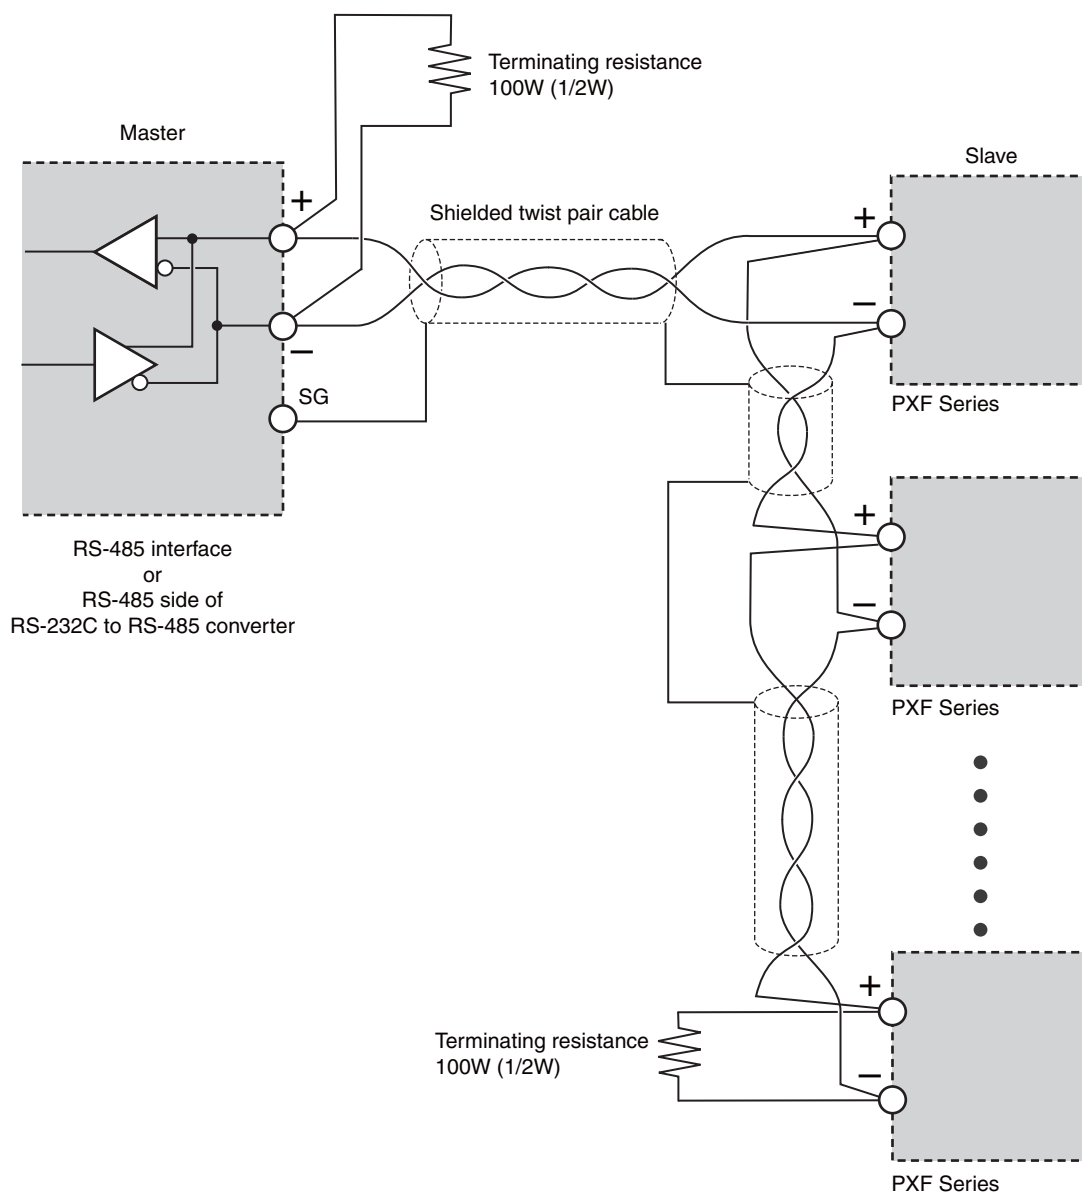 Terminating resistance
100W (1/2W)
Master
Slave
+
Shielded twist pair cable
+
−
−
SG
PXF Series
+
RS-485 interface
or
RS-485 side of
RS-232C to RS-485 converter
−
PXF Series
+
Terminating resistance
100W (1/2W)
−
PXF Series